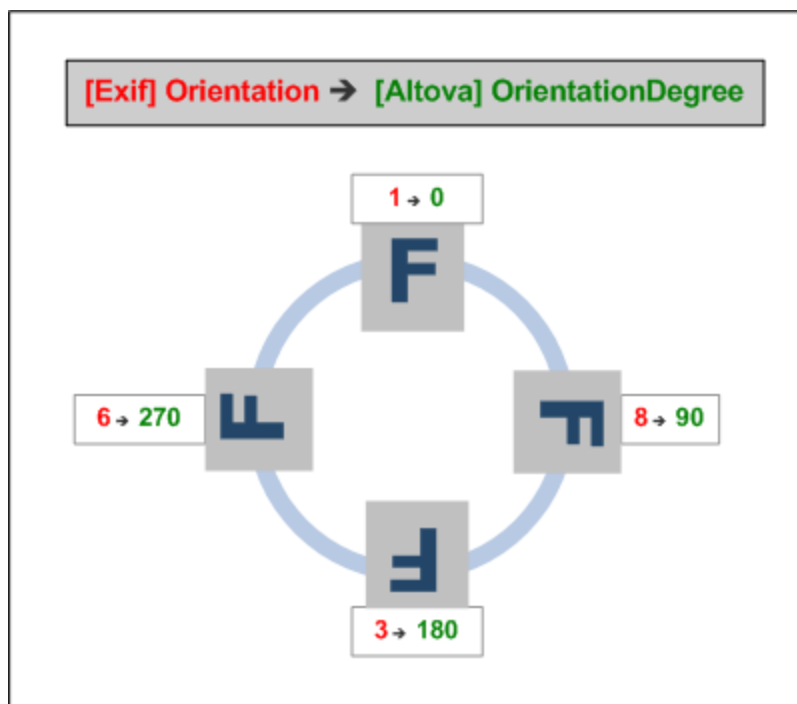 [Exif] Orientation → [Altova] OrientationDegree
1 → 0
F
6 → 270
F
F
8 → 90
F
3 → 180